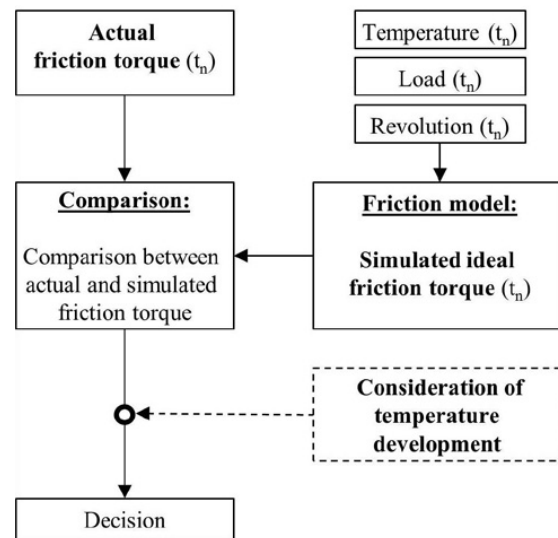 Actual
friction torque (tₙ)
Temperature (tₙ)
Load (tₙ)
Revolution (tₙ)
Comparison:
Comparison between
actual and simulated
friction torque
Friction model:
Simulated ideal
friction torque (tₙ)
Consideration of
temperature
development
Decision